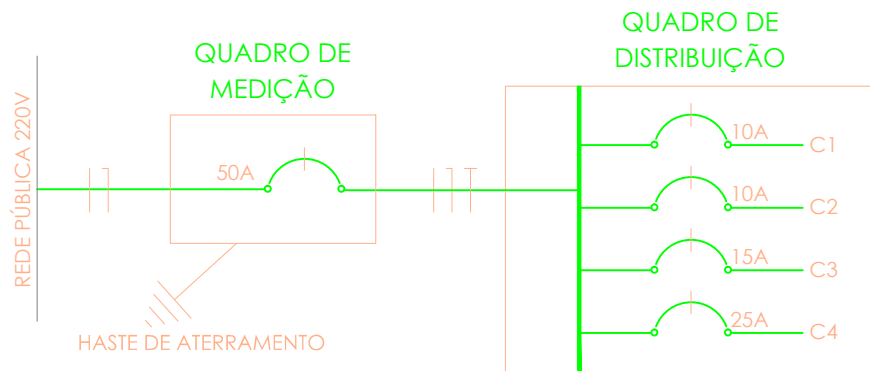 REDE PÚBLICA 220V
QUADRO DE
MEDIÇÃO
50A
HASTE DE ATERRAMENTO
QUADRO DE
DISTRIBUIÇÃO
10A
C1
10A
C2
15A
C3
25A
C4